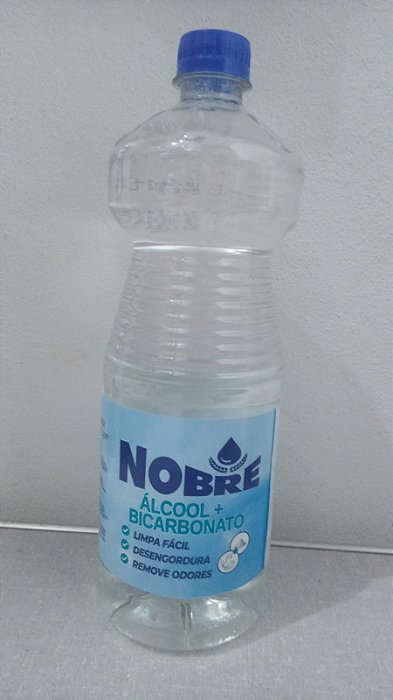 NOBRE
ÁLCOOL +
BICARBONATO
LIMPA FÁCIL
DESENGORDURA
REMOVE ODORES